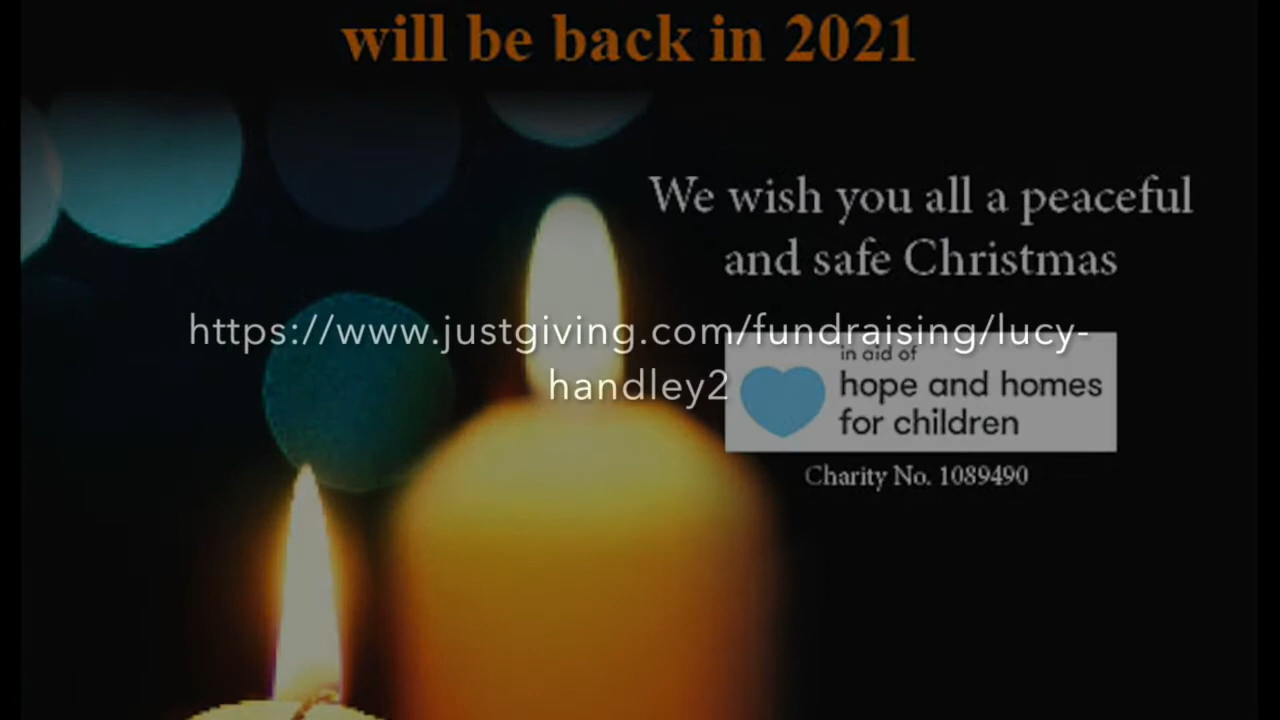 will be back in 2021
We wish you all a peaceful
and safe Christmas
https://www.justgiving.com/fundraising/lucy-
handley2
in aid of
hope and homes
for children
Charity No. 1089490